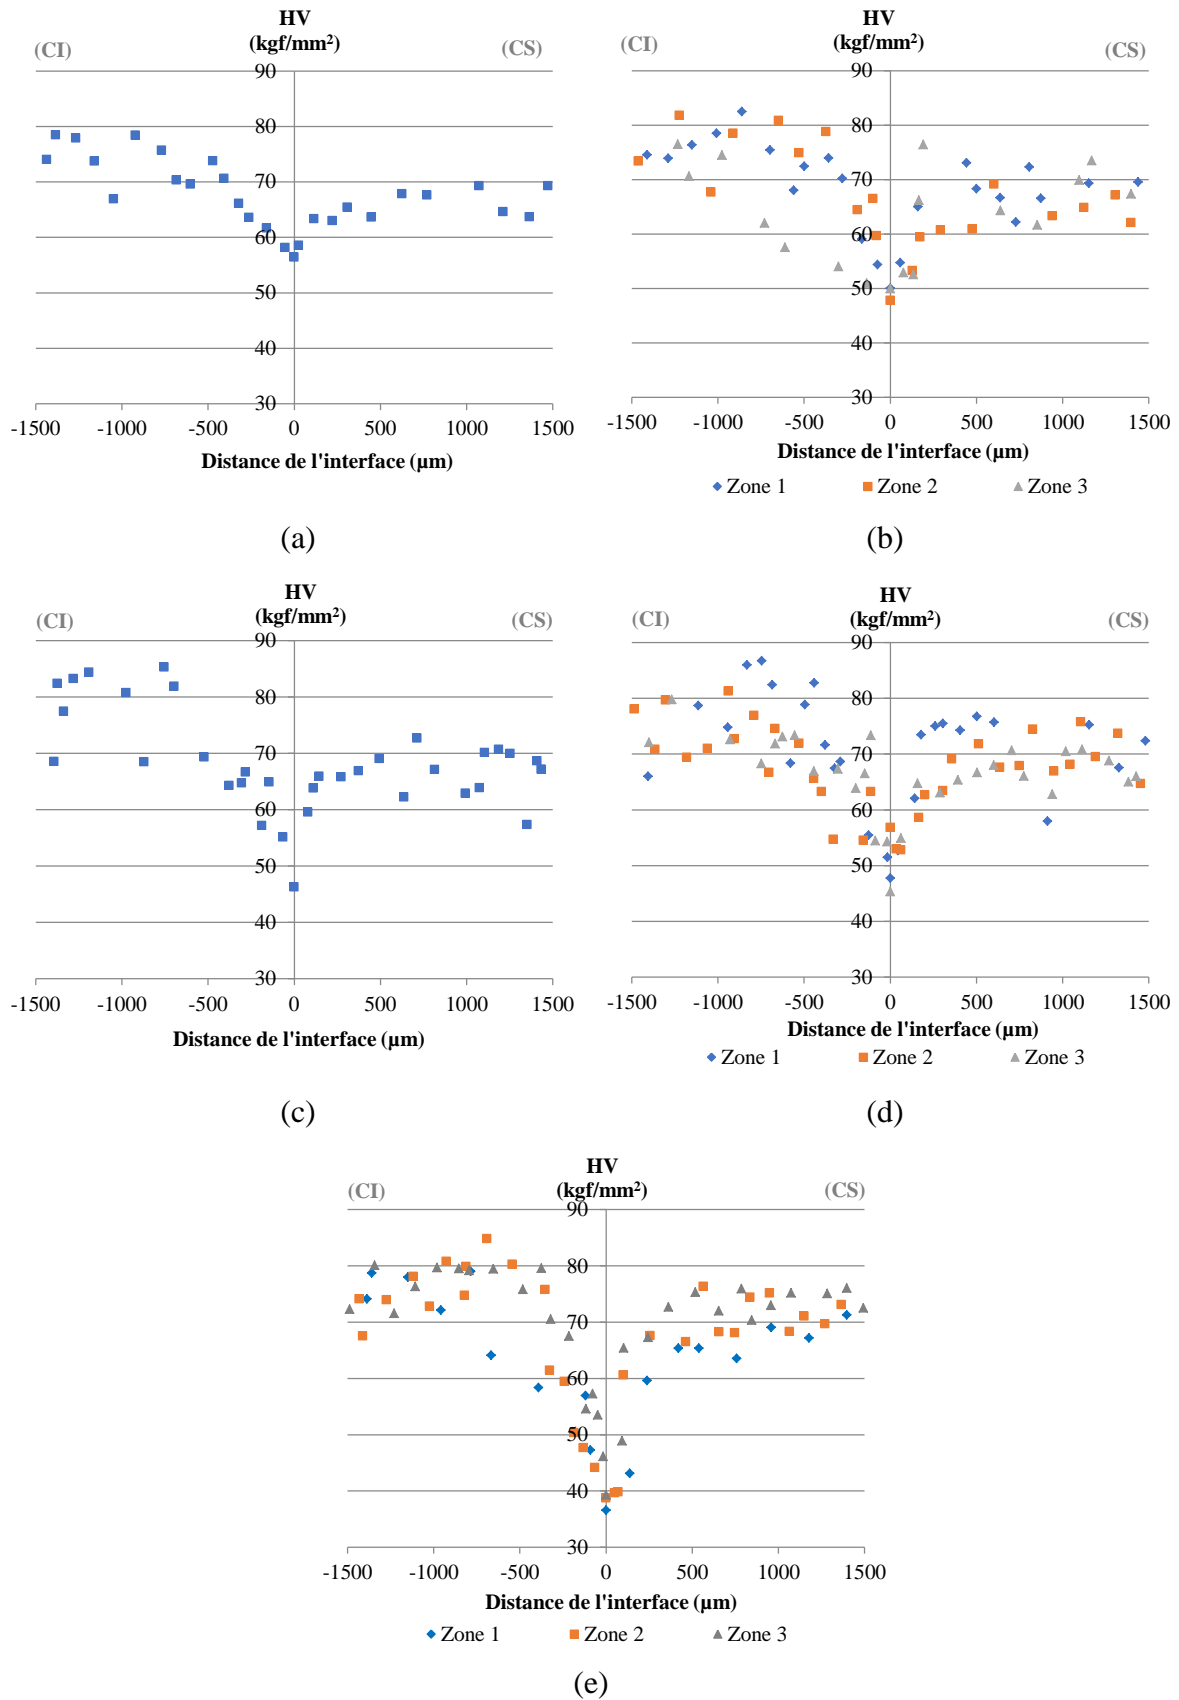 HV
(kgf/mm²)
(CI)
(CS)
90
80
70
60
50
40
30
-1500 -1000 -500 0 500 1000 1500
Distance de l'interface (µm)
(a)
HV
(kgf/mm²)
(CI)
(CS)
90
80
70
60
50
40
30
-1500 -1000 -500 0 500 1000 1500
Distance de l'interface (µm)
Zone 1 Zone 2 Zone 3
(b)
HV
(kgf/mm²)
(CI)
(CS)
90
80
70
60
50
40
30
-1500 -1000 -500 0 500 1000 1500
Distance de l'interface (µm)
(c)
HV
(kgf/mm²)
(CI)
(CS)
90
80
70
60
50
40
30
-1500 -1000 -500 0 500 1000 1500
Distance de l'interface (µm)
Zone 1 Zone 2 Zone 3
(d)
HV
(kgf/mm²)
(CI)
(CS)
90
80
70
60
50
40
30
-1500 -1000 -500 0 500 1000 1500
Distance de l'interface (µm)
Zone 1 Zone 2 Zone 3
(e)